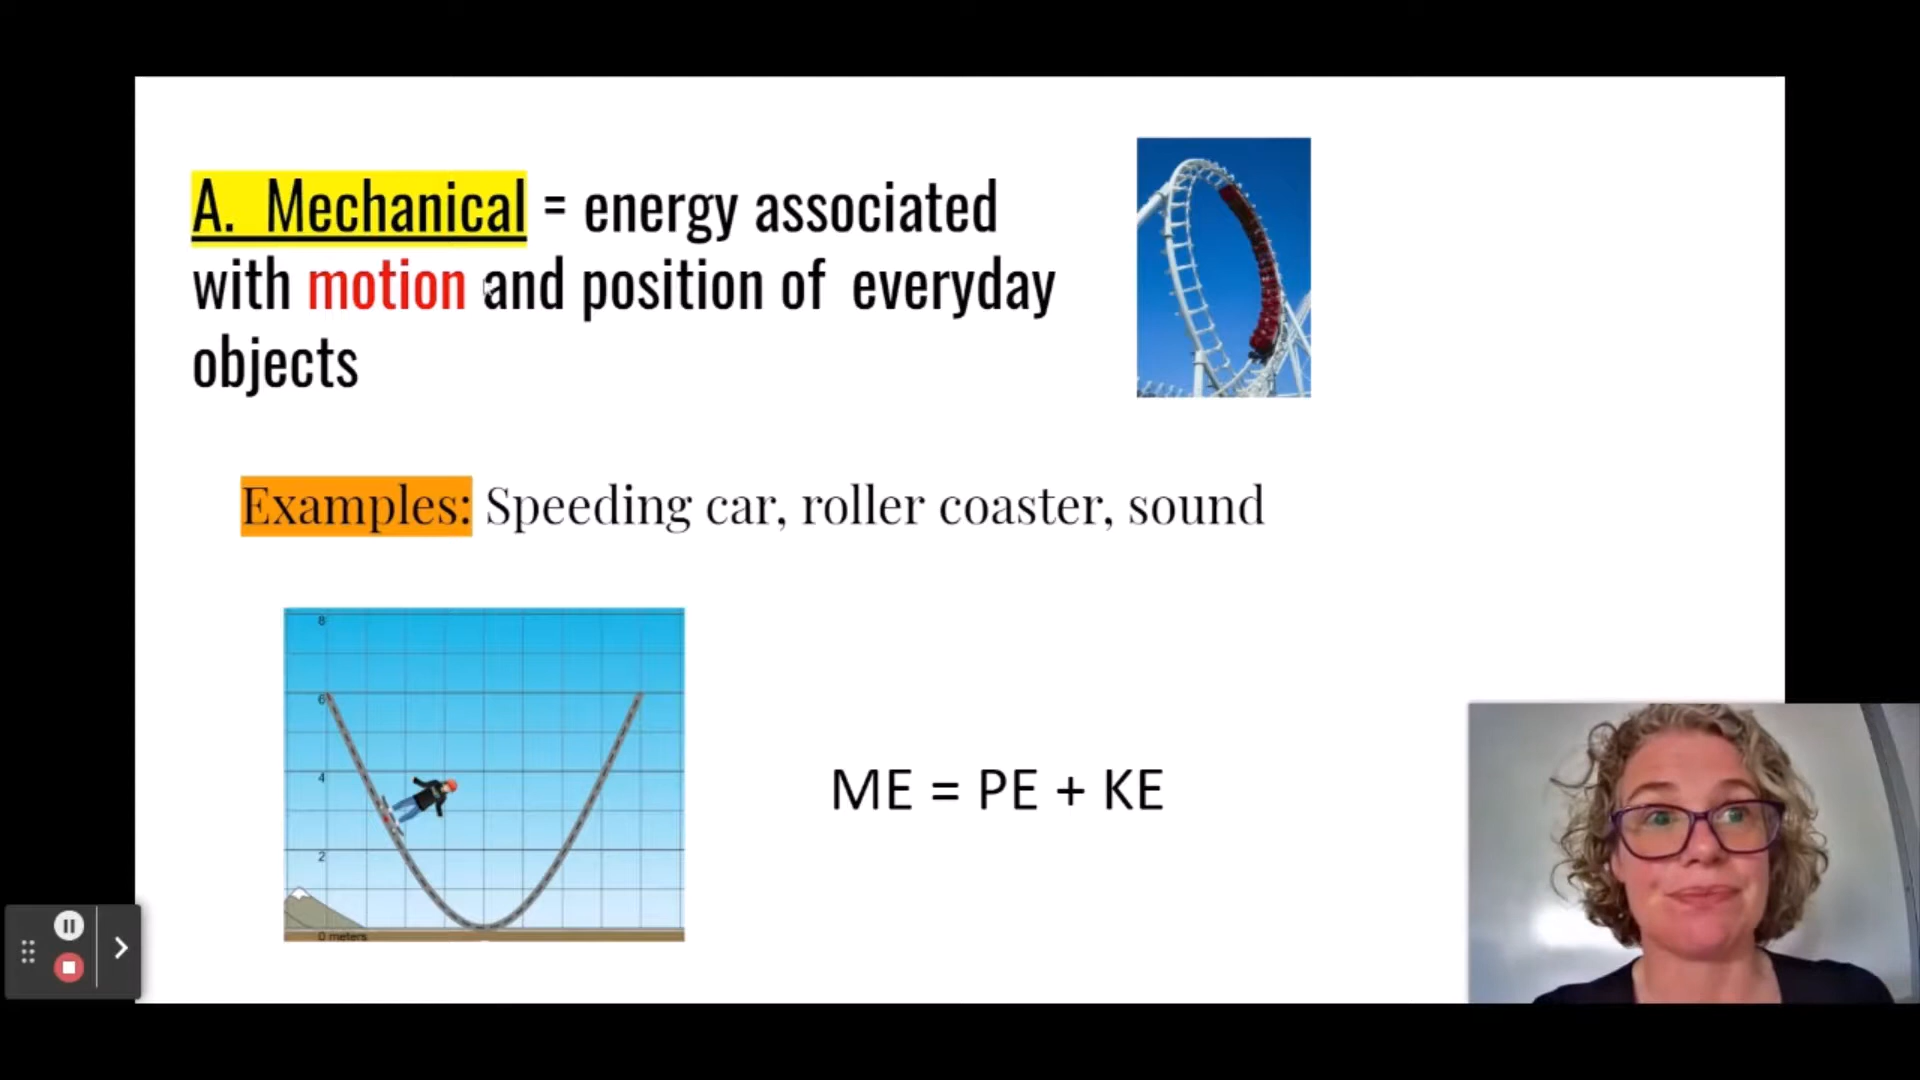 A. Mechanical = energy associated
with motion and position of everyday
objects
Examples: Speeding car, roller coaster, sound
8
6
4
2
0 meters
ME = PE + KE